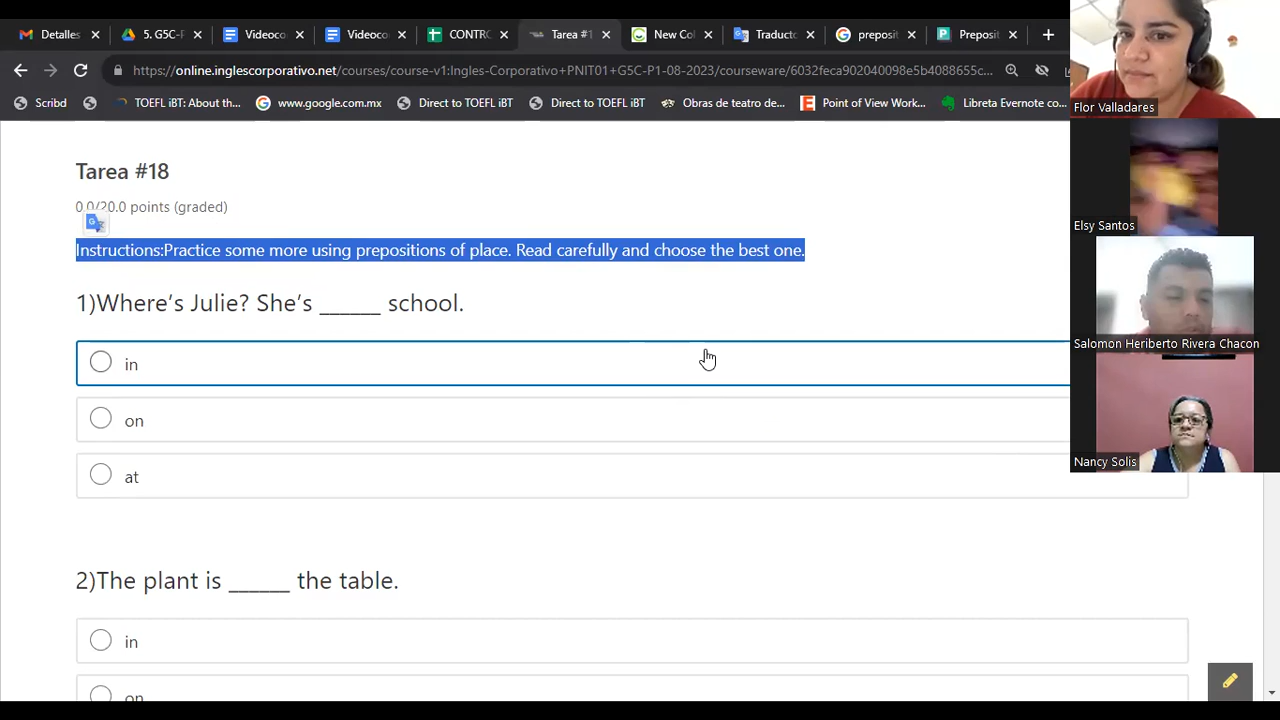 Detalles
5. G5C-F
Videoco
Videoco
CONTRC
Tarea #1
New Col
Traducto
preposit
Preposit
https://online.inglescorporativo.net/courses/course-v1:Ingles-Corporativo+PNIT01+G5C-P1-08-2023/courseware/6032feca902040098e5b4088655c...
Scribd
TOEFL iBT: About th...
www.google.com.mx
Direct to TOEFL iBT
Direct to TOEFL iBT
Obras de teatro de...
Point of View Work...
Libreta Evernote co...
Flor Valladares
Elsy Santos
Salomon Heriberto Rivera Chacon
Nancy Solis
Tarea #18
0.0/20.0 points (graded)
Instructions:Practice some more using prepositions of place. Read carefully and choose the best one.
1)Where’s Julie? She’s ______ school.
in
on
at
2)The plant is ______ the table.
in
on